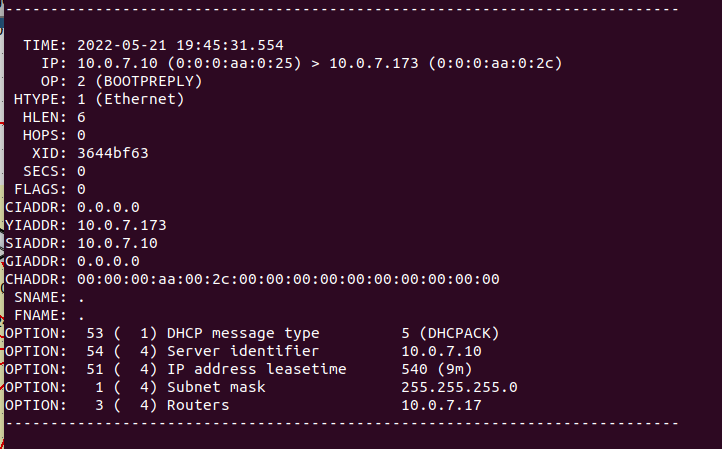 ---------------------------------------------------------------------------
  TIME: 2022-05-21 19:45:31.554
    IP: 10.0.7.10 (0:0:0:aa:0:25) > 10.0.7.173 (0:0:0:aa:0:2c)
    OP: 2 (BOOTPREPLY)
 HTYPE: 1 (Ethernet)
  HLEN: 6
  HOPS: 0
   XID: 3644bf63
  SECS: 0
 FLAGS: 0
CIADDR: 0.0.0.0
YIADDR: 10.0.7.173
SIADDR: 10.0.7.10
GIADDR: 0.0.0.0
CHADDR: 00:00:00:aa:00:2c:00:00:00:00:00:00:00:00:00:00
 SNAME: .
 FNAME: .
OPTION:  53 (  1) DHCP message type         5 (DHCPACK)
OPTION:  54 (  4) Server identifier         10.0.7.10
OPTION:  51 (  4) IP address leasetime      540 (9m)
OPTION:   1 (  4) Subnet mask               255.255.255.0
OPTION:   3 (  4) Routers                   10.0.7.17
---------------------------------------------------------------------------